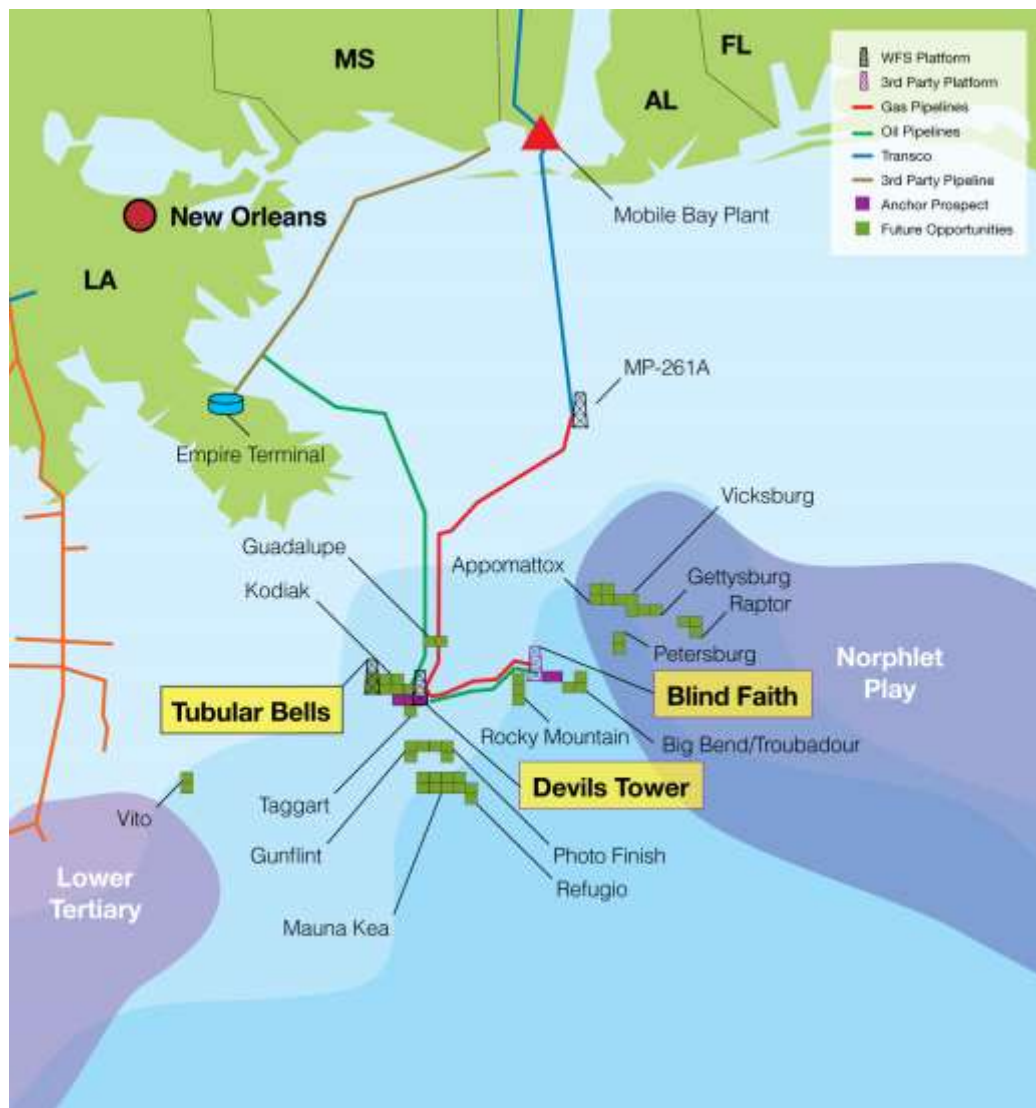 MS
FL
AL
WFS Platform
3rd Party Platform
Gas Pipelines
Oil Pipelines
Transco
3rd Party Pipeline
Anchor Prospect
Future Opportunities
New Orleans
Mobile Bay Plant
LA
MP-261A
Empire Terminal
Vicksburg
Guadalupe
Appomattox
Gettysburg
Kodiak
Raptor
Petersburg
Norphlet
Play
Tubular Bells
Blind Faith
Rocky Mountain
Big Bend/Troubadour
Devils Tower
Vito
Taggart
Gunflint
Photo Finish
Lower
Tertiary
Refugio
Mauna Kea